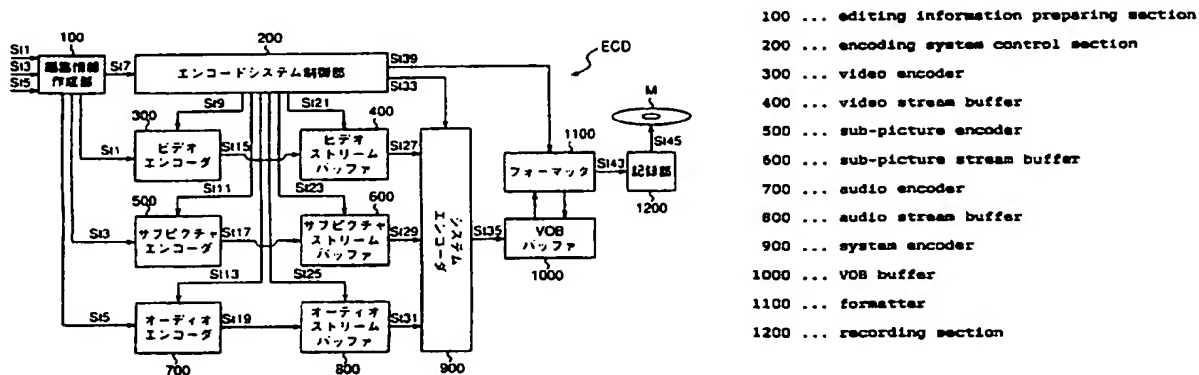 St1
St3
St5
100
編集情報
作成部
St7
200
エンコードシステム制御部
St39
St33
ECD
St9
St21
300
ビデオ
エンコーダ
St1
St15
400
ビデオ
ストリーム
バッファ
St27
St11
St23
500
サブピクチャ
エンコーダ
St3
St17
600
サブピクチャ
ストリーム
バッファ
St29
St13
St25
オーディオ
エンコーダ
St5
St19
700
オーディオ
ストリーム
バッファ
St31
800
システム
エンコーダ
900
St35
1100
フォーマッタ
VOB
バッファ
1000
St43
記録部
1200
St45
M
100 ... editing information preparing section
200 ... encoding system control section
300 ... video encoder
400 ... video stream buffer
500 ... sub-picture encoder
600 ... sub-picture stream buffer
700 ... audio encoder
800 ... audio stream buffer
900 ... system encoder
1000 ... VOB buffer
1100 ... formatter
1200 ... recording section